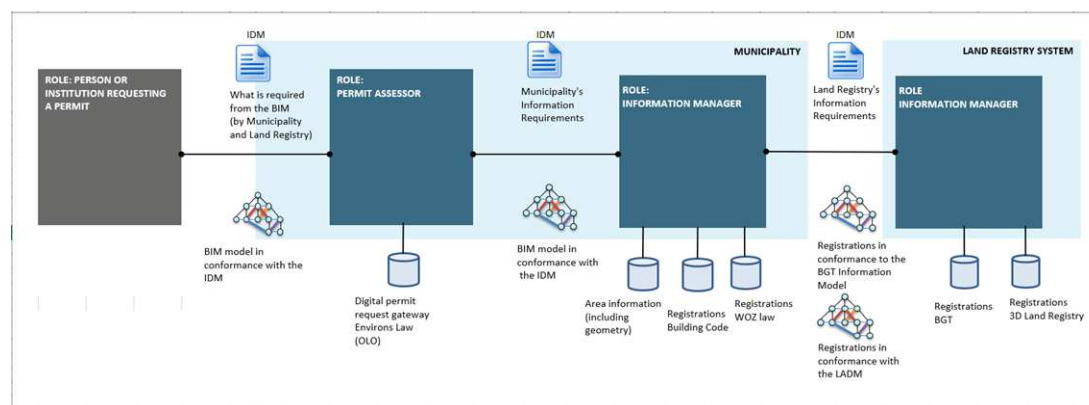 IDM
IDM
IDM
MUNICIPALITY
LAND REGISTRY SYSTEM
ROLE: PERSON OR
INSTITUTION REQUESTING
A PERMIT
What is required
from the BIM
(by Municipality
and Land Registry)
ROLE:
PERMIT ASSESSOR
Municipality's
Information
Requirements
ROLE:
INFORMATION MANAGER
Land Registry's
Information
Requirements
ROLE
INFORMATION MANAGER
BIM model in
conformance with the
IDM
Digital permit
request gateway
Environs Law
(OLO)
BIM model in
conformance with
the IDM
Area information
(including
geometry)
Registrations
Building Code
Registrations
WOZ law
Registrations in
conformance to the
BGT Information
Model
Registrations in
conformance with
the LADM
Registrations
BGT
Registrations
3D Land Registry